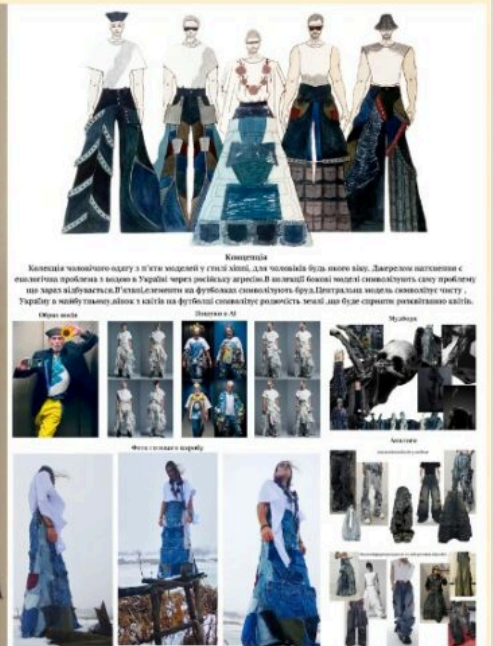 Концепція
Колекція чоловічого одягу з п'яти моделей у стилі хіппі, для чоловіків будь якого віку. Джерелом натхнення є
екологічна проблема з водою в Україні через російську агресію.В колекції бокові моделі символізують саму проблему
що зараз відбувається.В'язані,елементи на футболках символізують бруд.Центральна модель символізує чисту .
Україну в майбутньому,вінок з квітів на футболці символізує родючість землі ,що буде сприяти розквітанню квітів.
Образ носія
Пошуки в AI
Мудборд
Фото готового виробу
Аналоги